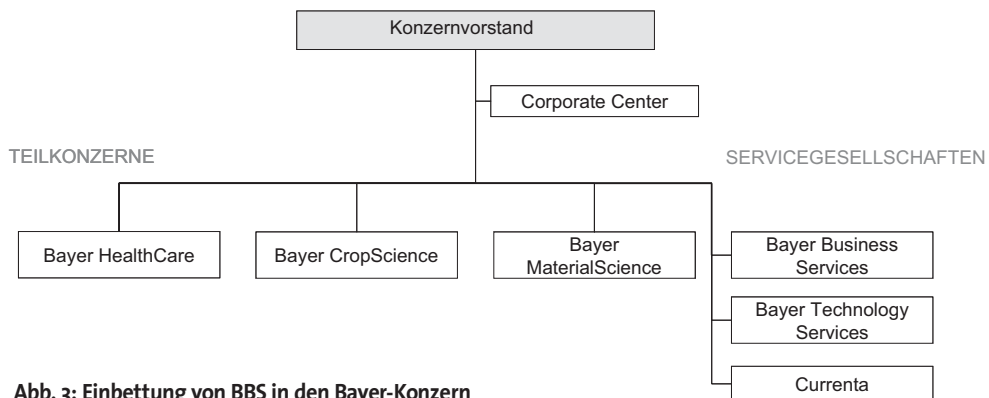 Konzernvorstand
Corporate Center
TEILKONZERNE
SERVICEGESELLSCHAFTEN
Bayer HealthCare
Bayer CropScience
Bayer
MaterialScience
Bayer Business
Services
Bayer Technology
Services
Currenta
Abb. 3: Einbettung von BBS in den Bayer-Konzern